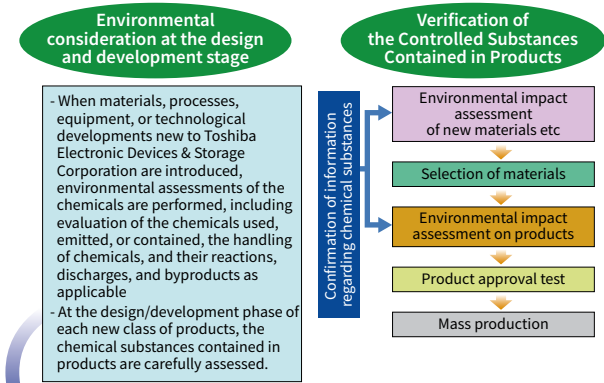 Environmental
consideration at the design
and development stage
- When materials, processes,
equipment, or technological
developments new to Toshiba
Electronic Devices & Storage
Corporation are introduced,
environmental assessments of the
chemicals are performed, including
evaluation of the chemicals used,
emitted, or contained, the handling
of chemicals, and their reactions,
discharges, and byproducts as
applicable
- At the design/development phase of
each new class of products, the
chemical substances contained in
products are carefully assessed.
Verification of
the Controlled Substances
Contained in Products
Confirmation of information
regarding chemical substances
Environmental impact
assessment
of new materials etc
Selection of materials
Environmental impact
assessment on products
Product approval test
Mass production